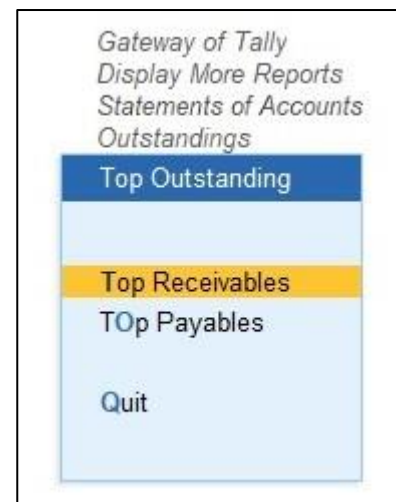 Gateway of Tally
Display More Reports
Statements of Accounts
Outstandings
Top Outstanding
Top Receivables
TOp Payables
Quit